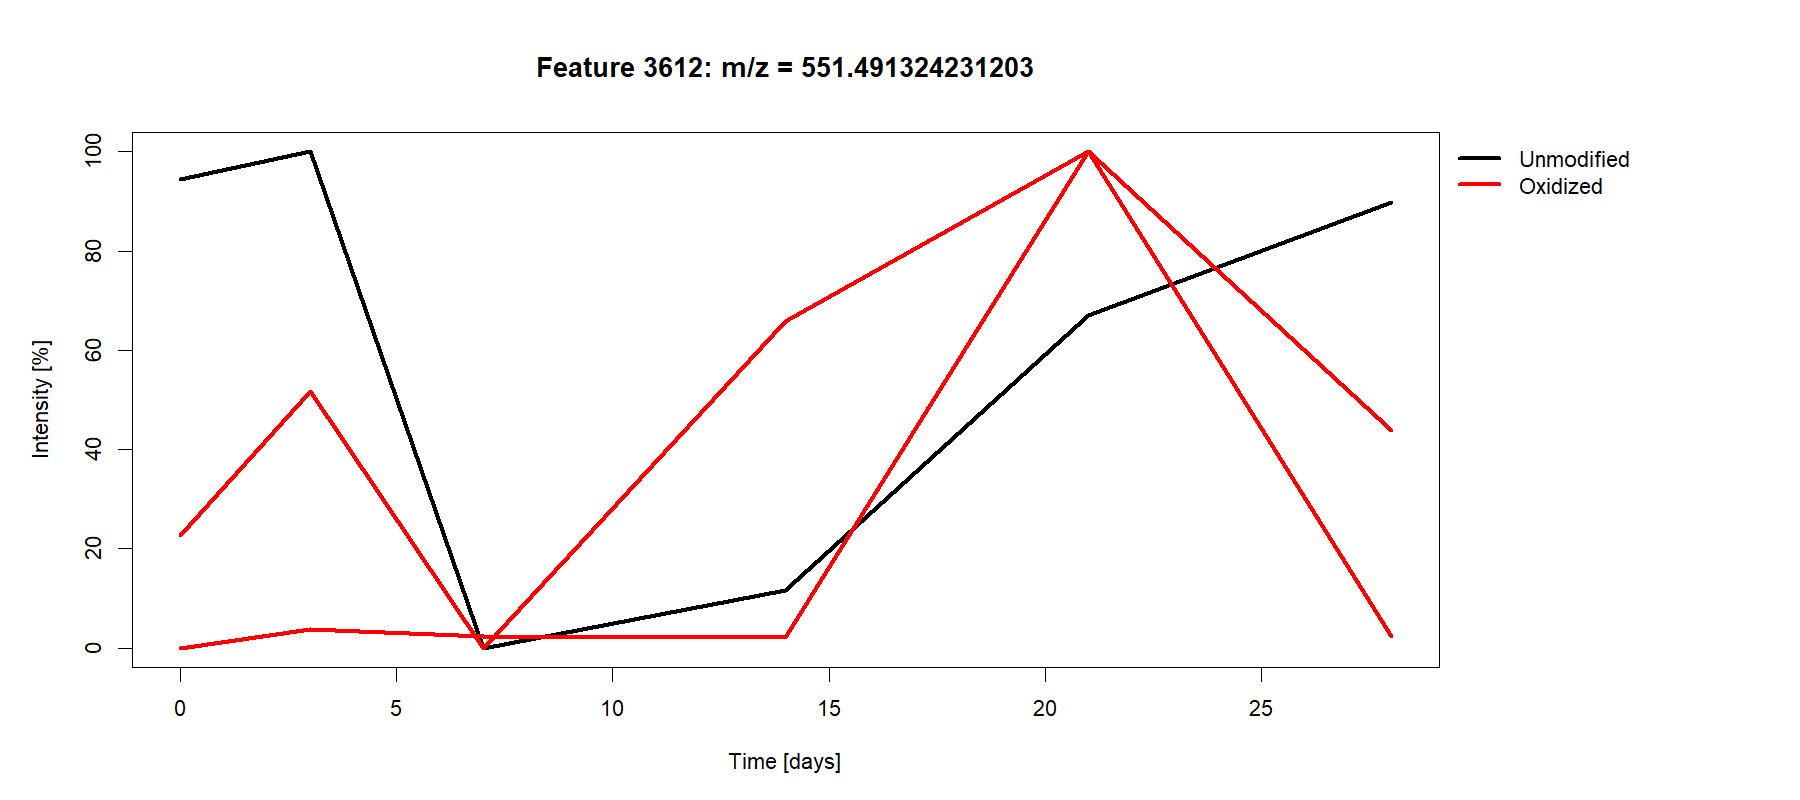 Feature 3612: m/z = 551.491324231203
Unmodified
Oxidized
Intensity [%]
100
80
60
40
20
0
0 5 10 15 20 25
Time [days]